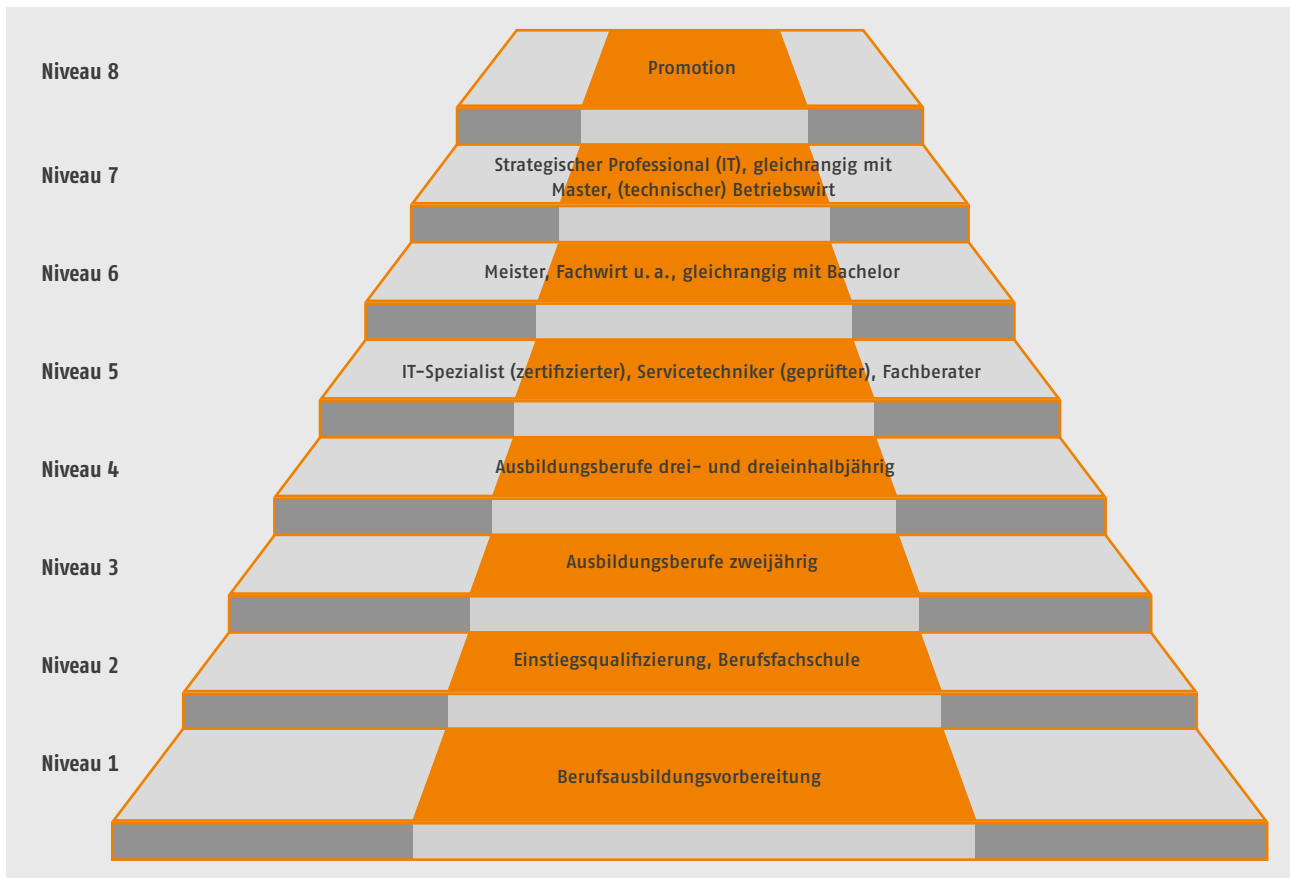 Niveau 8
Promotion
Niveau 7
Strategischer Professional (IT), gleichrangig mit
Master, (technischer) Betriebswirt
Niveau 6
Meister, Fachwirt u. a., gleichrangig mit Bachelor
Niveau 5
IT-Spezialist (zertifizierter), Servicetechniker (geprüfter), Fachberater
Niveau 4
Ausbildungsberufe drei- und dreieinhalbjährig
Niveau 3
Ausbildungsberufe zweijährig
Niveau 2
Einstiegsqualifizierung, Berufsfachschule
Niveau 1
Berufsausbildungsvorbereitung